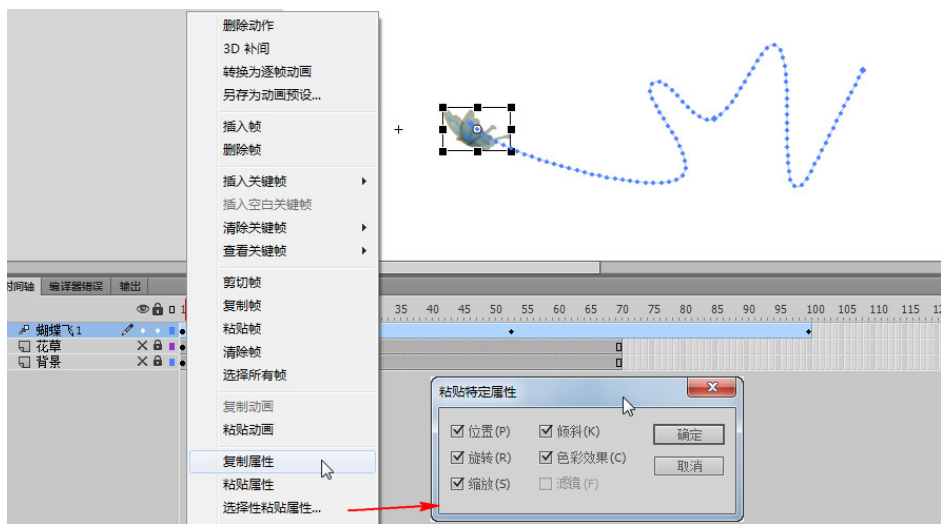 删除动作
3D 补间
转换为逐帧动画
另存为动画预设...
插入帧
删除帧
插入关键帧
插入空白关键帧
清除关键帧
查看关键帧
剪切帧
复制帧
粘贴帧
清除帧
选择所有帧
复制动画
粘贴动画
复制属性
粘贴属性
选择性粘贴属性...
时间轴 编译器错误 输出
1 35 40 45 50 55 60 65 70 75 80 85 90 95 100 105 110 115
蝴蝶飞1
花草
背景
粘贴特定属性
位置(P) 倾斜(K) 确定
旋转(R) 色彩效果(C) 取消
缩放(S) 滤镜(F)